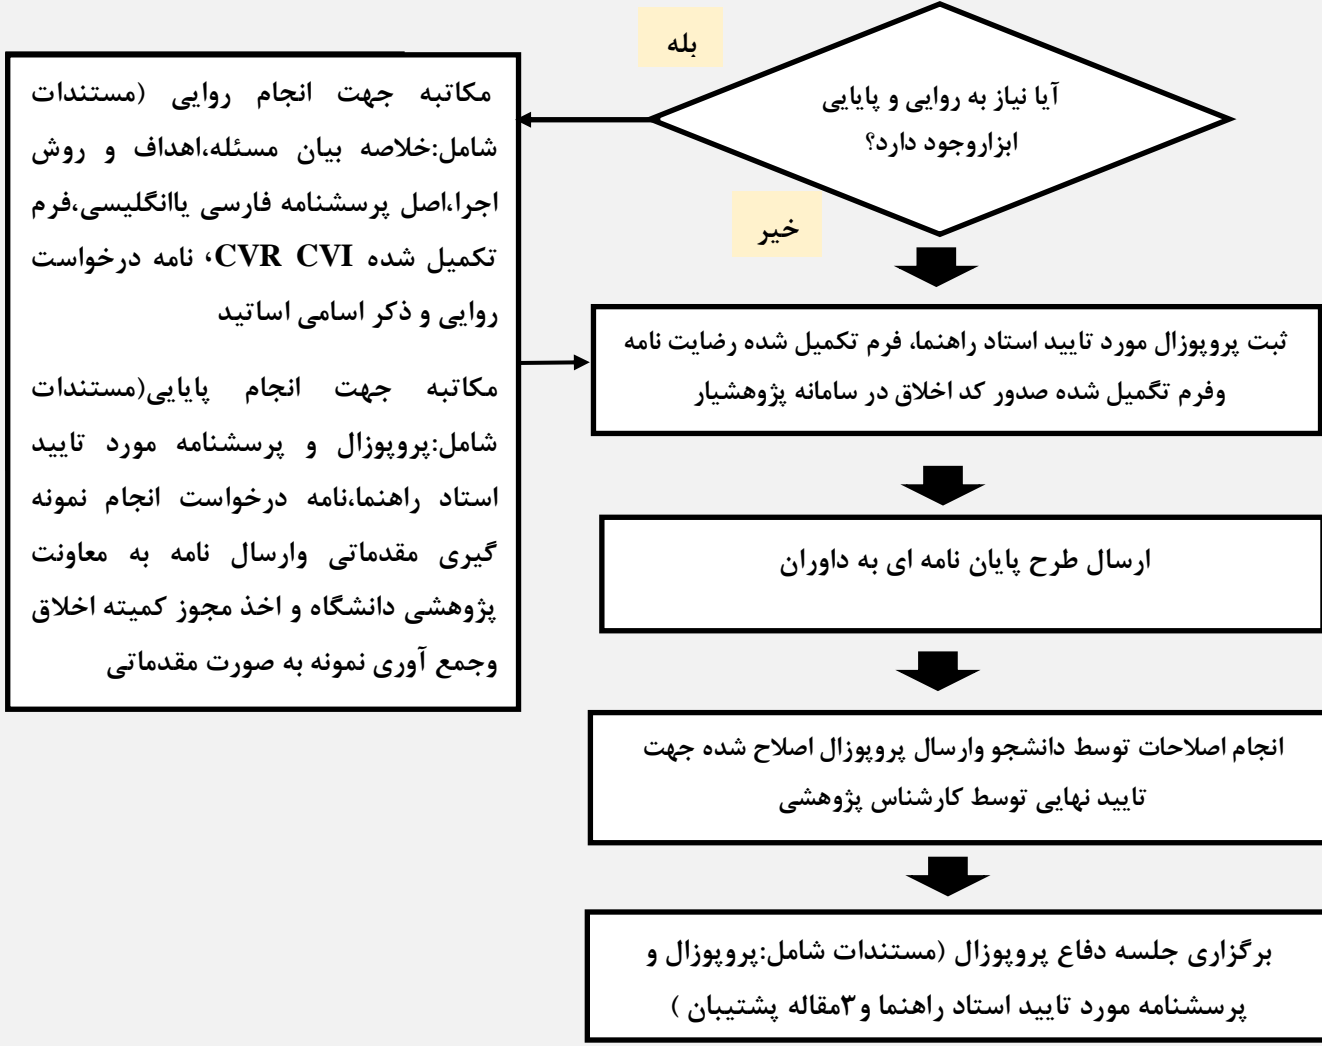 بله
آیا نیاز به روایی و پایایی
ابزاروجود دارد؟
خیر
مکاتبه جهت انجام روایی (مستندات
شامل:خلاصه بیان مسئله،اهداف و روش
اجرا،اصل پرسشنامه فارسی یاانگلیسی،فرم
تکمیل شده CVR CVI، نامه درخواست
روایی و ذکر اسامی اساتید
مکاتبه جهت انجام پایایی(مستندات
شامل:پروپوزال و پرسشنامه مورد تایید
استاد راهنما،نامه درخواست انجام نمونه
گیری مقدماتی وارسال نامه به معاونت
پژوهشی دانشگاه و اخذ مجوز کمیته اخلاق
وجمع آوری نمونه به صورت مقدماتی
ثبت پروپوزال مورد تایید استاد راهنما، فرم تکمیل شده رضایت نامه
وفرم تگمیل شده صدور کد اخلاق در سامانه پژوهشیار
ارسال طرح پایان نامه ای به داوران
انجام اصلاحات توسط دانشجو وارسال پروپوزال اصلاح شده جهت
تایید نهایی توسط کارشناس پژوهشی
برگزاری جلسه دفاع پروپوزال (مستندات شامل:پروپوزال و
پرسشنامه مورد تایید استاد راهنما و۳مقاله پشتیبان )